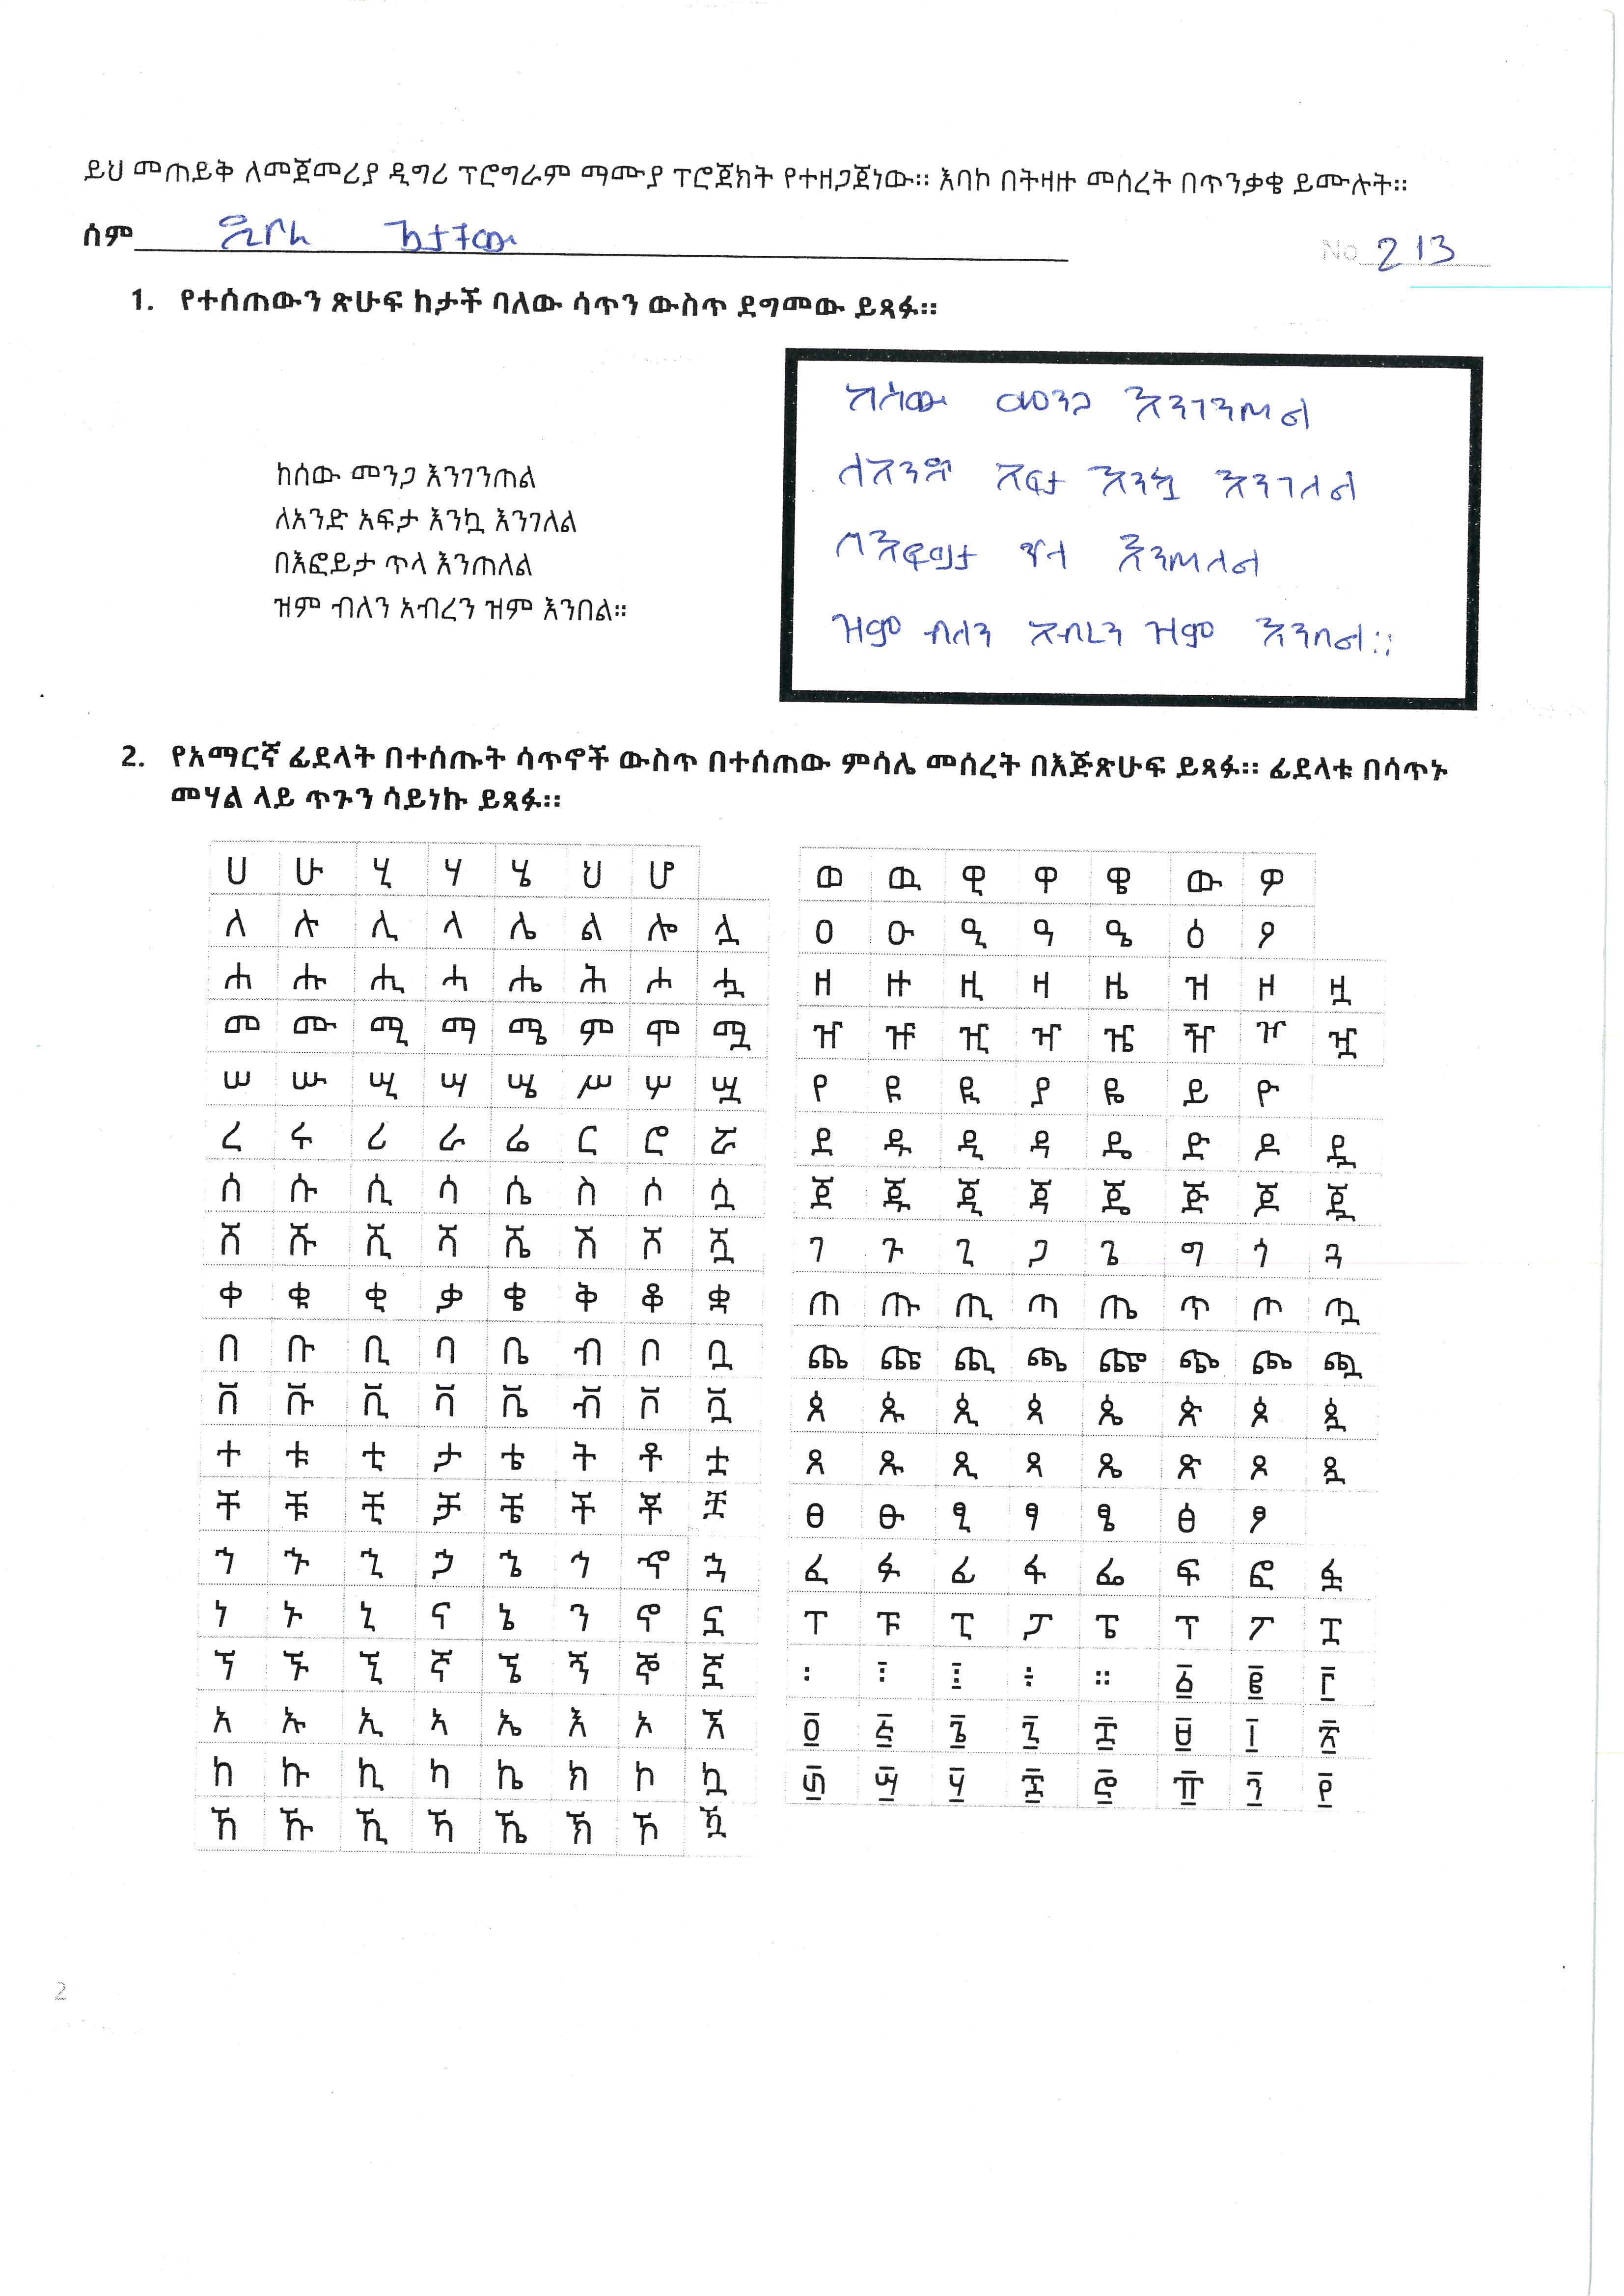 ይህ መጠይቅ ለመጀመሪያ ዲግሪ ፕሮግራም ማሙያ ፕሮጀክት የተዘጋጀነው። እባኮ በትዛዙ መሰረት በጥንቃቄ ይሙሉት።
ስም
No 213
1. የተሰጠውን ጽሁፍ ከታች ባለው ሳጥን ውስጥ ደግመው ይጻፉ።
ከሰው መንጋ እንገንጠል
ለአንድ አፍታ እንኳ እንገለል
በእፎይታ ጥላ እንጠለል
ዝም ብለን አብረን ዝም እንበል።
ከሰው መንጋ እንገንጠል
ለአንድ አፍታ እንኳ እንገለል
በእፎይታ ጥላ እንጠለል
ዝም ብለን አብረን ዝም እንበል።
2. የአማርኛ ፊደላት በተሰጡት ሳጥኖች ውስጥ በተሰጠው ምሳሌ መሰረት በእጅጽሁፍ ይጻፉ። ፊደላቱ በሳጥኑ
መሃል ላይ ጥጉን ሳይነኩ ይጻፉ።
ሀ ሁ ሂ ሃ ሄ ህ ሆ
ለ ሉ ሊ ላ ሌ ል ሎ ሏ
ሐ ሑ ሒ ሓ ሔ ሕ ሖ ሗ
መ ሙ ሚ ማ ሜ ም ሞ ሟ
ሠ ሡ ሢ ሣ ሤ ሥ ሦ ሧ
ረ ሩ ሪ ራ ሬ ር ሮ ሯ
ሰ ሱ ሲ ሳ ሴ ስ ሶ ሷ
ሸ ሹ ሺ ሻ ሼ ሽ ሾ ሿ
ቀ ቁ ቂ ቃ ቄ ቅ ቆ ቋ
በ ቡ ቢ ባ ቤ ብ ቦ ቧ
ቨ ቩ ቪ ቫ ቬ ቭ ቮ ቯ
ተ ቱ ቲ ታ ቴ ት ቶ ቷ
ቸ ቹ ቺ ቻ ቼ ች ቾ ቿ
ኀ ኁ ኂ ኃ ኄ ኅ ኆ ኋ
ነ ኑ ኒ ና ኔ ን ኖ ኗ
ኘ ኙ ኚ ኛ ኜ ኝ ኞ ኟ
አ ኡ ኢ ኣ ኤ እ ኦ ኧ
ከ ኩ ኪ ካ ኬ ክ ኮ ኳ
ኸ ኹ ኺ ኻ ኼ ኽ ኾ ዃ
ወ ዉ ዊ ዋ ዌ ው ዎ
ዐ ዑ ዒ ዓ ዔ ዕ ዖ
ዘ ዙ ዚ ዛ ዜ ዝ ዞ ዟ
ዠ ዡ ዢ ዣ ዤ ዥ ዦ ዧ
የ ዩ ዪ ያ ዬ ይ ዮ
ደ ዱ ዲ ዳ ዴ ድ ዶ ዷ
ጀ ጁ ጂ ጃ ጄ ጅ ጆ ጇ
ገ ጉ ጊ ጋ ጌ ግ ጎ ጓ
ጠ ጡ ጢ ጣ ጤ ጥ ጦ ጧ
ጨ ጩ ጪ ጫ ጬ ጭ ጮ ጯ
ጰ ጱ ጲ ጳ ጴ ጵ ጶ ጷ
ጸ ጹ ጺ ጻ ጼ ጽ ጾ ጿ
ፀ ፁ ፂ ፃ ፄ ፅ ፆ
ፈ ፉ ፊ ፋ ፌ ፍ ፎ ፏ
ፐ ፑ ፒ ፓ ፔ ፕ ፖ ፗ
፡ ፤ ፧ ፥ ። ፩ ፪ ፫
፬ ፭ ፮ ፯ ፰ ፱ ፲ ፳
፴ ፵ ፶ ፷ ፸ ፹ ፺ ፻
2